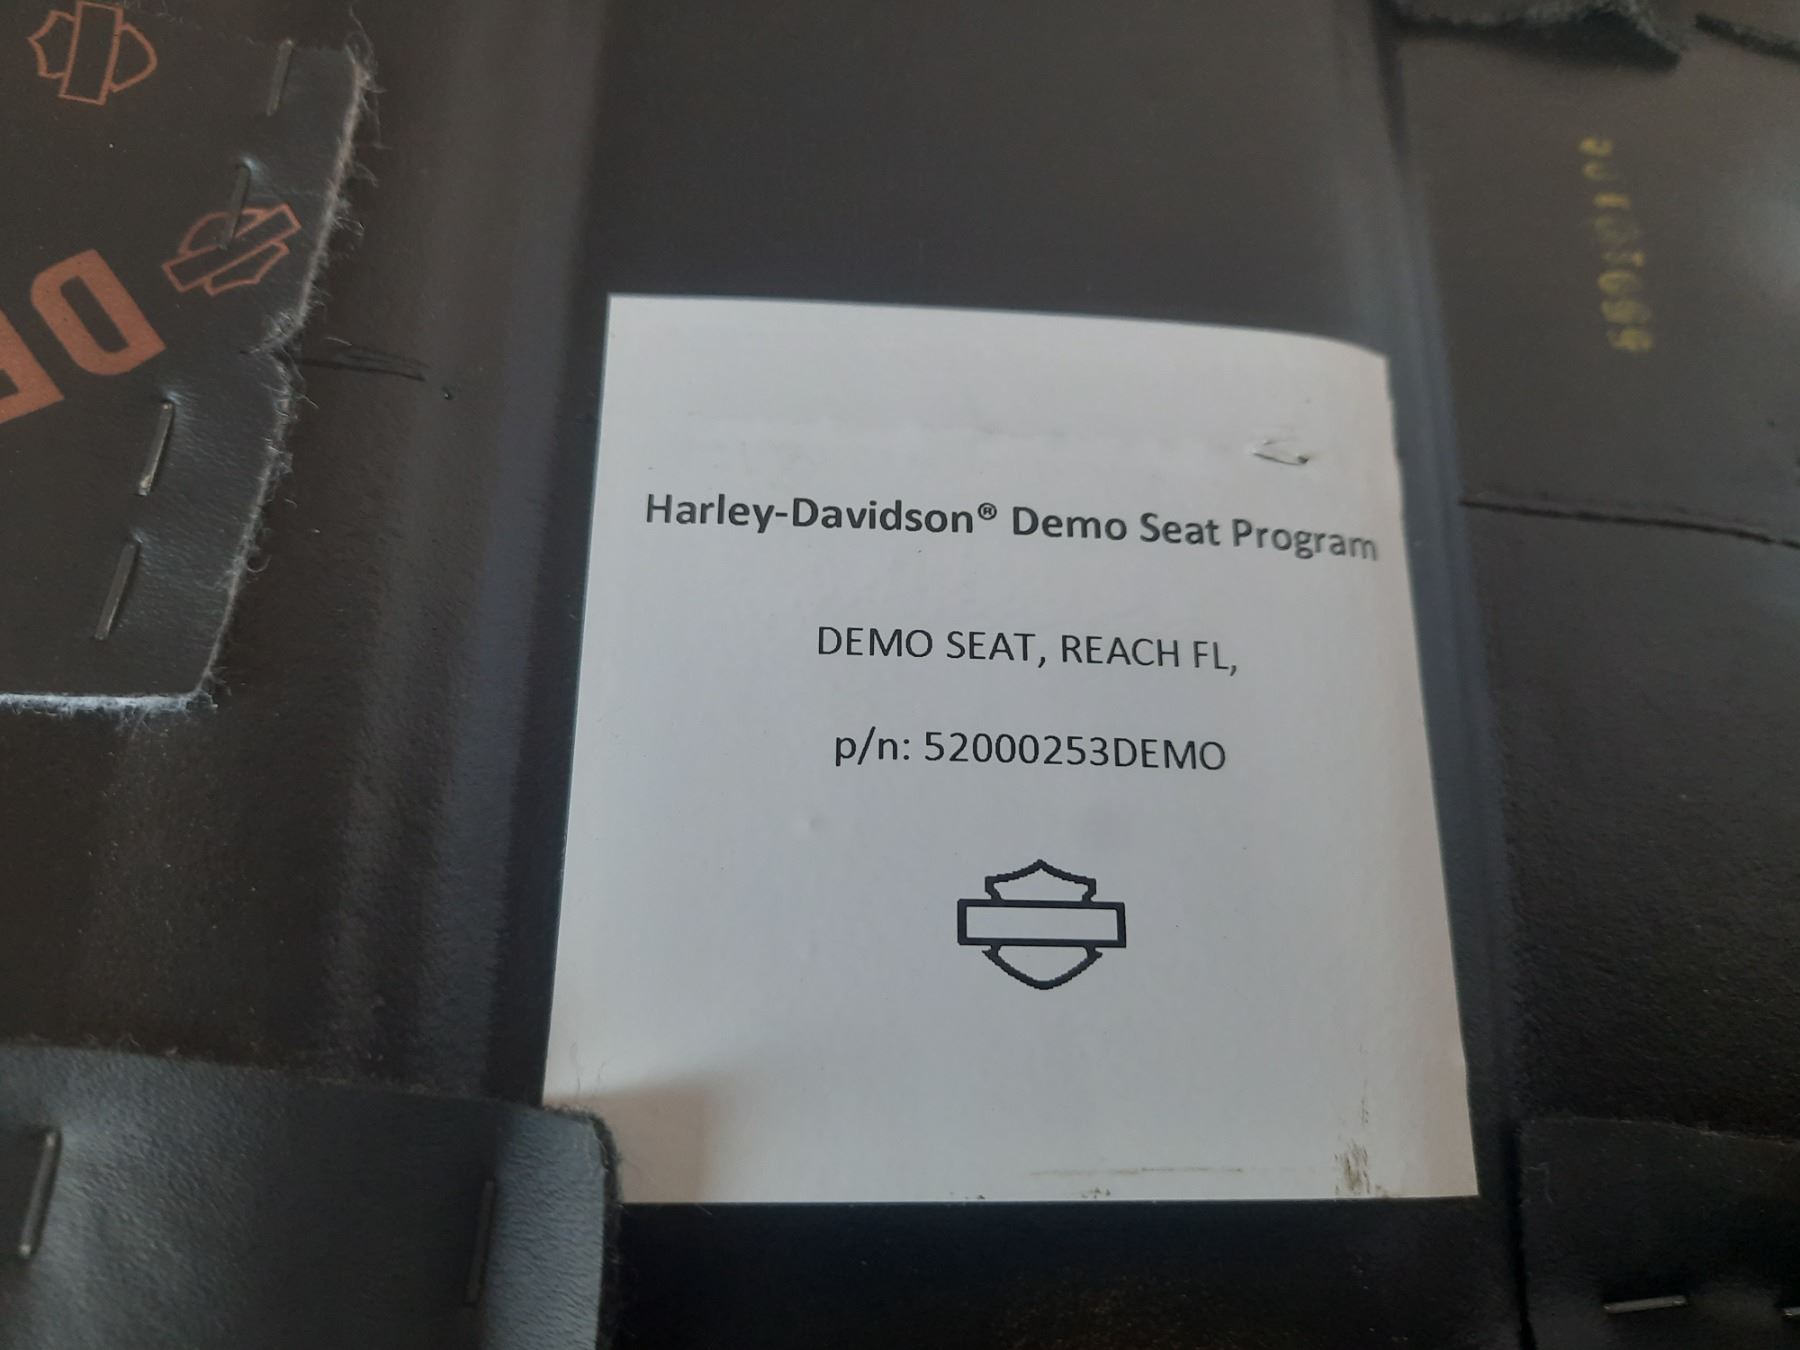 Harley-Davidson® Demo Seat Program
DEMO SEAT, REACH FL,
p/n: 52000253DEMO